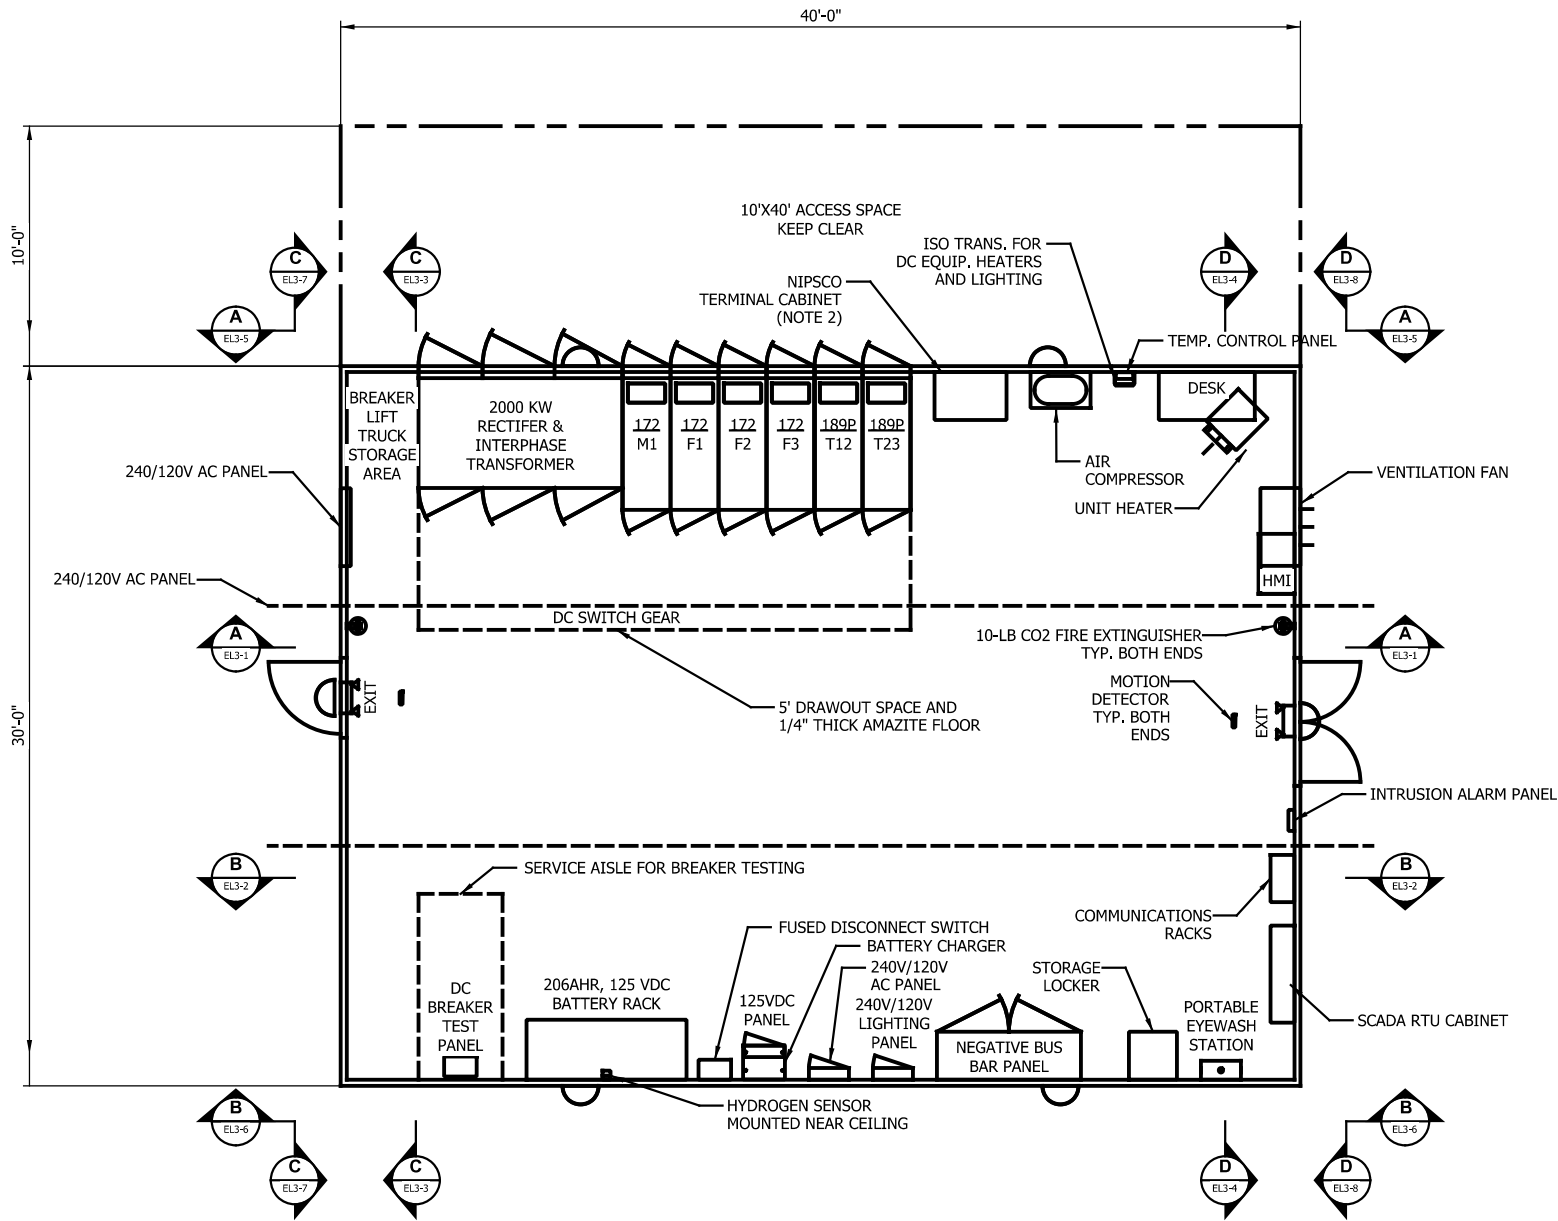 40'-0"
10'-0"
30'-0"
10'X40' ACCESS SPACE
KEEP CLEAR
C
EL3-7
C
EL3-3
D
EL3-4
D
EL3-8
A
EL3-5
A
EL3-5
ISO TRANS. FOR
DC EQUIP. HEATERS
AND LIGHTING
NIPSCO
TERMINAL CABINET
(NOTE 2)
TEMP. CONTROL PANEL
BREAKER
LIFT
TRUCK
STORAGE
AREA
2000 KW
RECTIFER &
INTERPHASE
TRANSFORMER
172
M1
172
F1
172
F2
172
F3
189P
T12
189P
T23
DESK
AIR
COMPRESSOR
UNIT HEATER
VENTILATION FAN
240/120V AC PANEL
240/120V AC PANEL
HMI
DC SWITCH GEAR
A
EL3-1
A
EL3-1
10-LB CO2 FIRE EXTINGUISHER
TYP. BOTH ENDS
EXIT
MOTION
DETECTOR
TYP. BOTH
ENDS
EXIT
5' DRAWOUT SPACE AND
1/4" THICK AMAZITE FLOOR
INTRUSION ALARM PANEL
B
EL3-2
B
EL3-2
SERVICE AISLE FOR BREAKER TESTING
COMMUNICATIONS
RACKS
FUSED DISCONNECT SWITCH
BATTERY CHARGER
240V/120V
AC PANEL
240V/120V
LIGHTING
PANEL
STORAGE
LOCKER
DC
BREAKER
TEST
PANEL
206AHR, 125 VDC
BATTERY RACK
125VDC
PANEL
NEGATIVE BUS
BAR PANEL
PORTABLE
EYEWASH
STATION
SCADA RTU CABINET
HYDROGEN SENSOR
MOUNTED NEAR CEILING
B
EL3-6
B
EL3-6
C
EL3-7
C
EL3-3
D
EL3-4
D
EL3-8